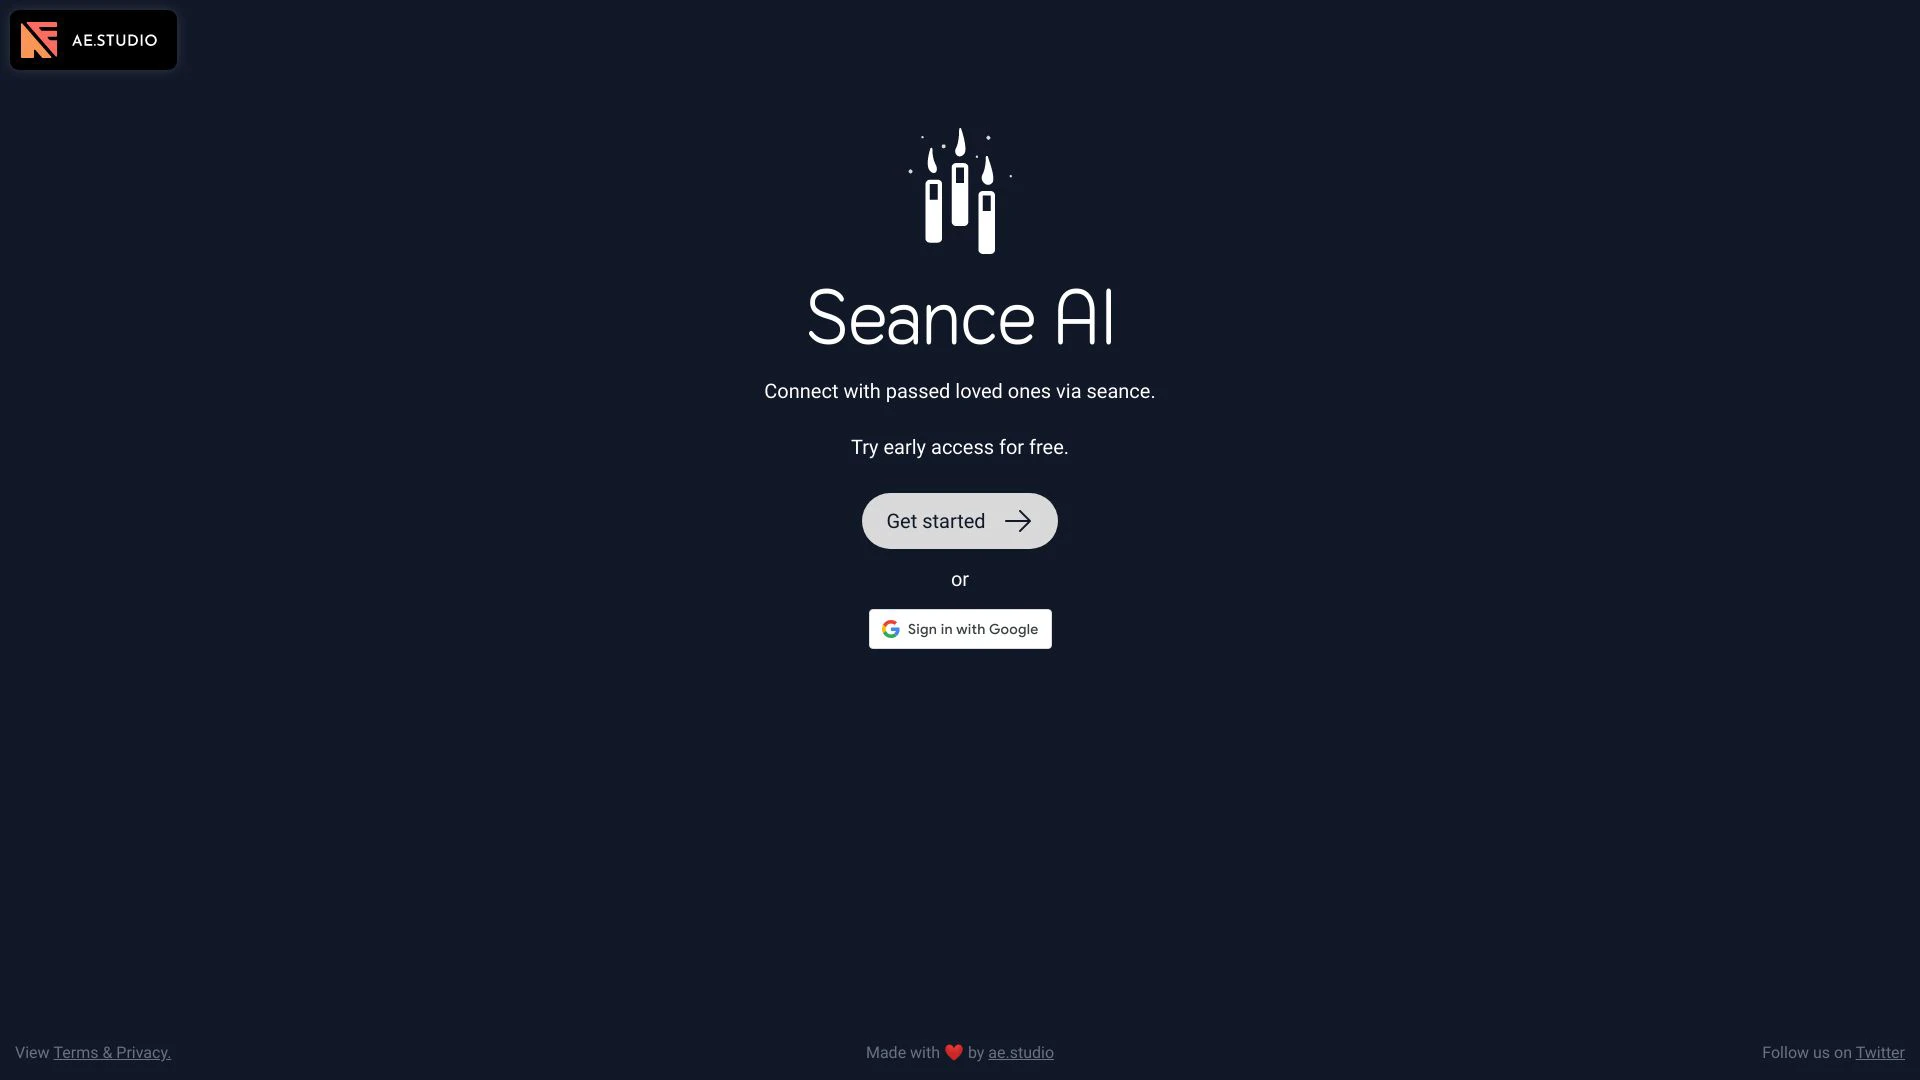 AE.STUDIO
Seance AI
Connect with passed loved ones via seance.
Try early access for free.
Get started
or
Sign in with Google
View Terms & Privacy.
Made with ❤️ by ae.studio
Follow us on Twitter